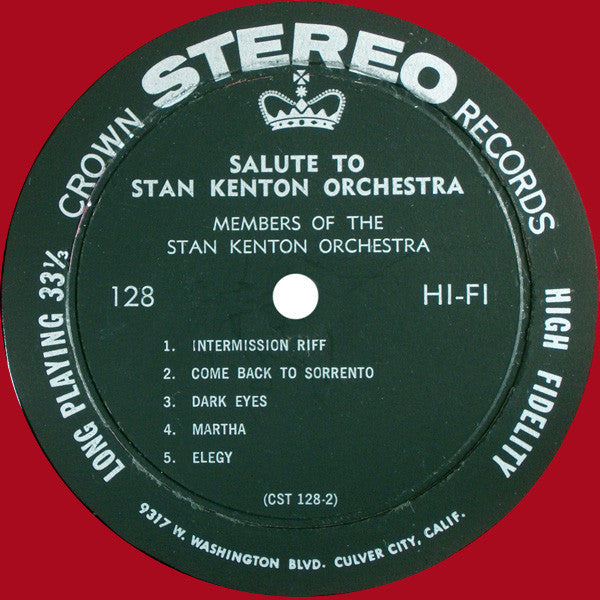 STEREO
CROWN RECORDS
SALUTE TO
STAN KENTON ORCHESTRA
MEMBERS OF THE
STAN KENTON ORCHESTRA
LONG PLAYING 33⅓
128
HI-FI
HIGH FIDELITY
1. INTERMISSION RIFF
2. COME BACK TO SORRENTO
3. DARK EYES
4. MARTHA
5. ELEGY
(CST 128-2)
9317 W. WASHINGTON BLVD. CULVER CITY, CALIF.